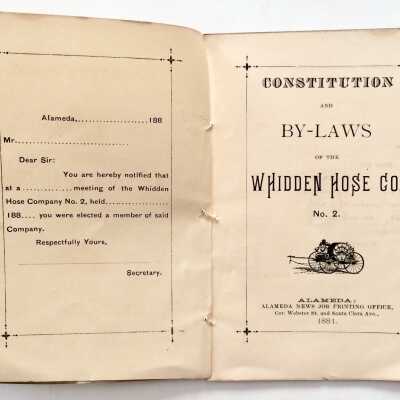 Alameda,................188
Mr.
Dear Sir:
You are hereby notified that
at a ............ meeting of the Whidden
Hose Company No. 2, held
188.... you were elected a member of said
Company.
Respectfully Yours,
Secretary.
CONSTITUTION
AND
BY-LAWS
OF THE
WHIDDEN HOSE CO
No. 2.
ALAMEDA:
ALAMEDA NEWS JOB PRINTING OFFICE,
Cor. Webster St. and Santa Clara Ave.,
1881.